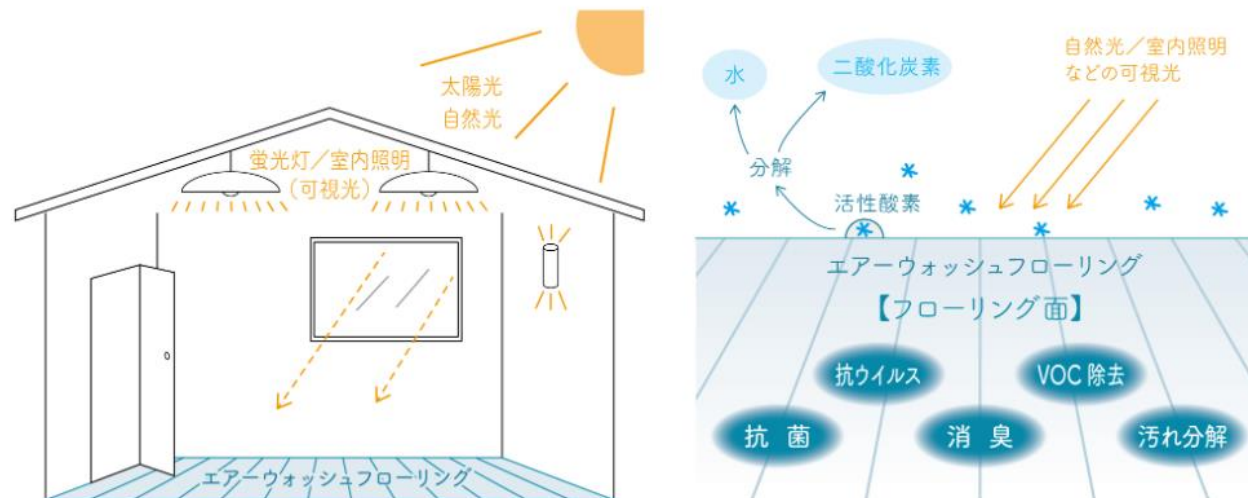 太陽光
自然光
蛍光灯／室内照明
（可視光）
エアーウォッシュフローリング
自然光／室内照明
などの可視光
水
二酸化炭素
分解
活性酸素
エアーウォッシュフローリング
【フローリング面】
抗ウイルス
VOC 除去
抗菌
消臭
汚れ分解